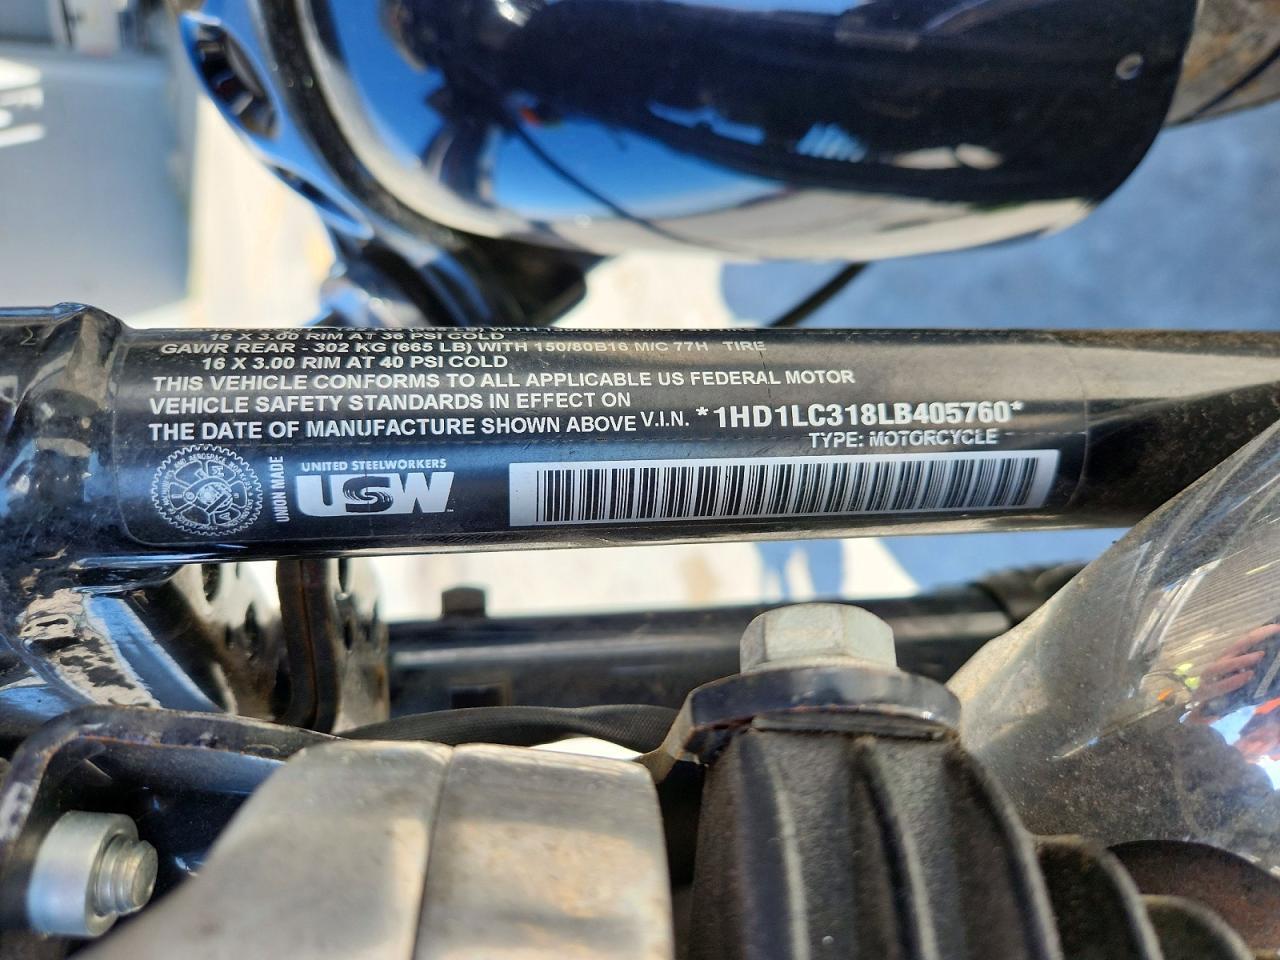 16 X 3.00 RIM AT 36 PSI COLD
GAWR REAR - 302 KG (665 LB) WITH 150/80B16 M/C 77H TIRE
16 X 3.00 RIM AT 40 PSI COLD
THIS VEHICLE CONFORMS TO ALL APPLICABLE US FEDERAL MOTOR
VEHICLE SAFETY STANDARDS IN EFFECT ON
THE DATE OF MANUFACTURE SHOWN ABOVE V.I.N. *1HD1LC318LB405760*
TYPE: MOTORCYCLE
UNION MADE
UNITED STEELWORKERS
USW